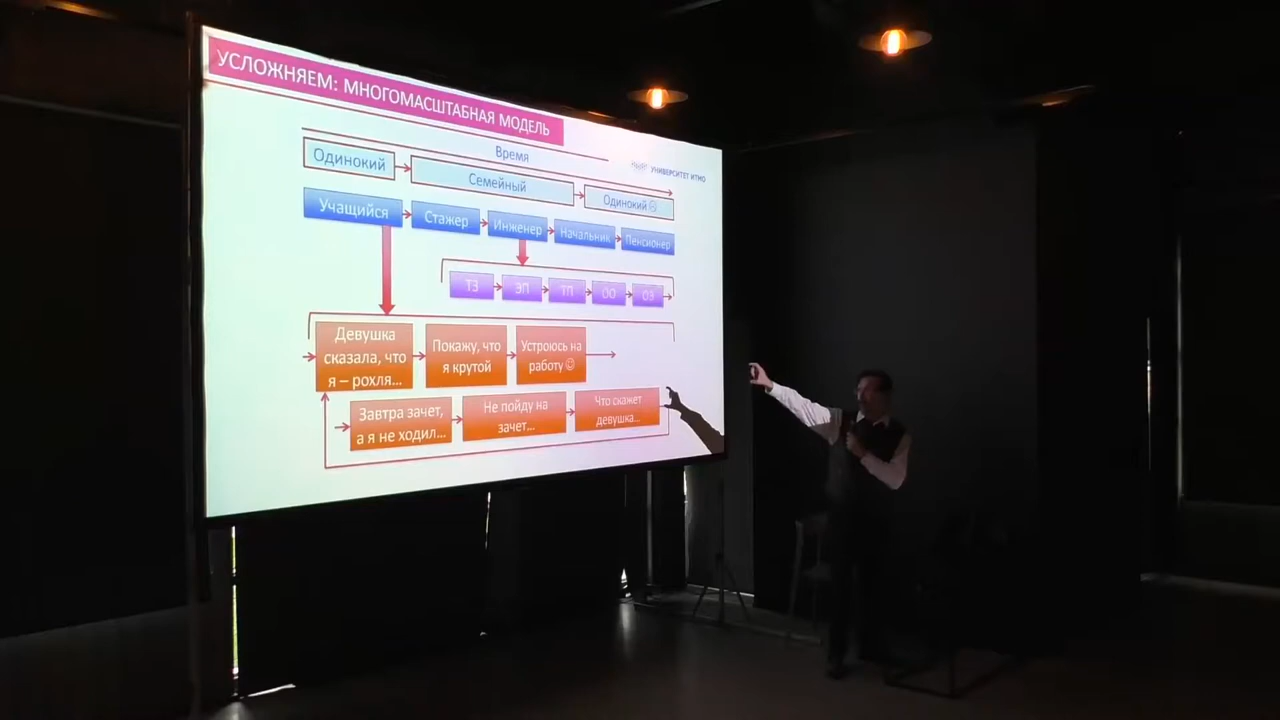 УСЛОЖНЯЕМ: МНОГОМАСШТАБНАЯ МОДЕЛЬ
Время
УНИВЕРСИТЕТ ИТМО
Одинокий
Семейный
Одинокий ☹
Учащийся
Стажер
Инженер
Начальник
Пенсионер
ТЗ
ЭП
ТП
ОО
ОЭ
Девушка
сказала, что
я – рохля...
Покажу, что
я крутой
Устроюсь на
работу ☺
Завтра зачет,
а я не ходил...
Не пойду на
зачет...
Что скажет
девушка...